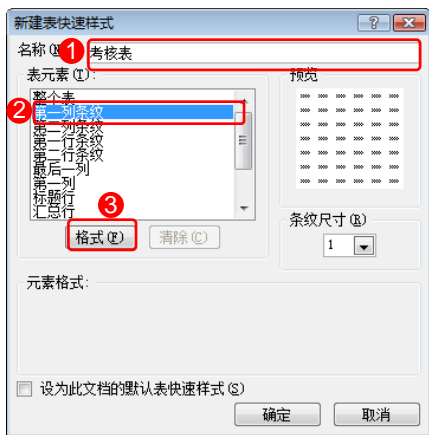 新建表快速样式
名称(N): 1 考核表
表元素(T):
整个表
2 第一列条纹
第二列条纹
第一行条纹
第二行条纹
最后一列
第一列
标题行
汇总行
3
格式(F) 清除(C)
预览
条纹尺寸(R)
1
元素格式:
设为此文档的默认表快速样式(S)
确定 取消